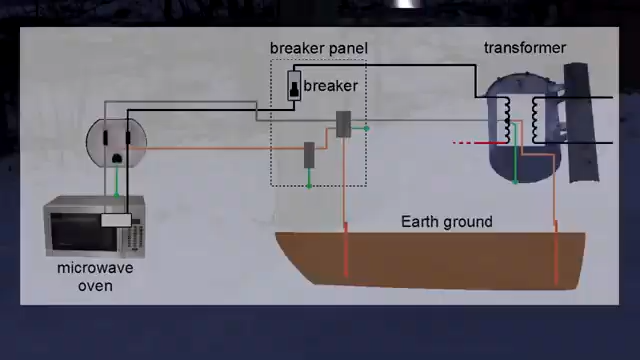 breaker panel
transformer
breaker
Earth ground
microwave
oven